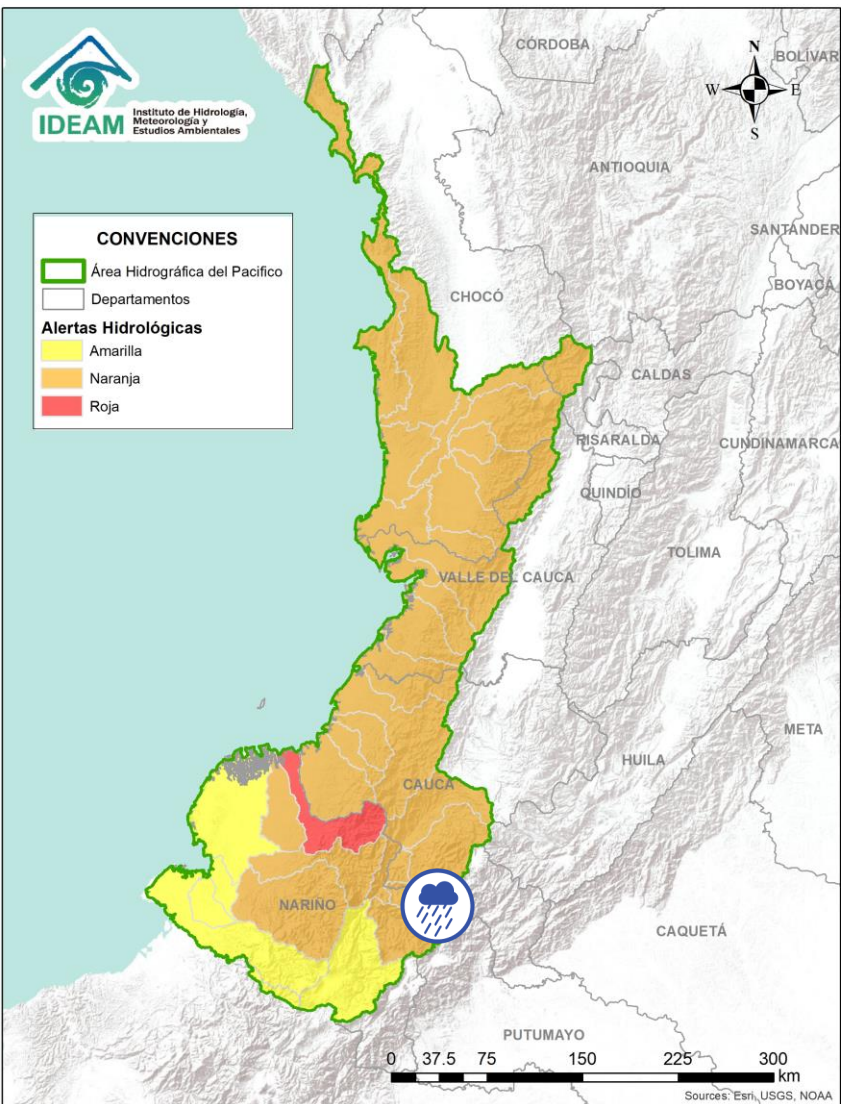 IDEAM
Instituto de Hidrología,
Meteorología y
Estudios Ambientales
N
W
E
S
CÓRDOBA
BOLÍVAR
ANTIOQUIA
SANTANDER
BOYACÁ
CHOCÓ
CALDAS
RISARALDA
CUNDINAMARCA
QUINDÍO
TOLIMA
VALLE DEL CAUCA
META
HUILA
CAUCA
NARIÑO
CAQUETÁ
PUTUMAYO
CONVENCIONES
Área Hidrográfica del Pacifico
Departamentos
Alertas Hidrológicas
Amarilla
Naranja
Roja
0 37.5 75 150 225 300
km
Sources: Esri, USGS, NOAA